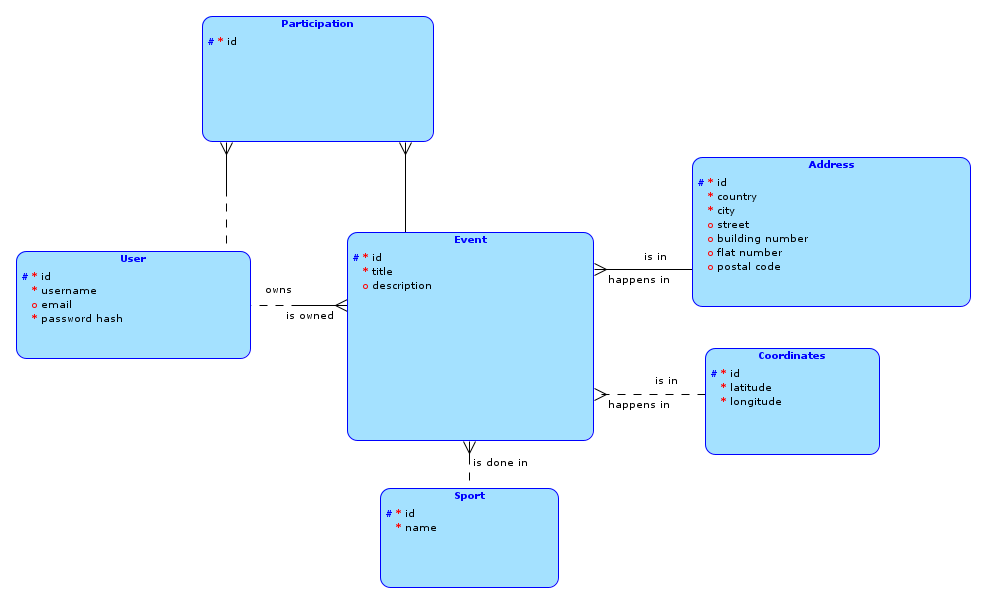 Participation
# * id
Address
# * id
* country
* city
o street
o building number
o flat number
o postal code
User
# * id
* username
o email
* password hash
Event
# * id
* title
o description
owns
is owned
is in
happens in
Coordinates
# * id
* latitude
* longitude
is in
happens in
is done in
Sport
# * id
* name